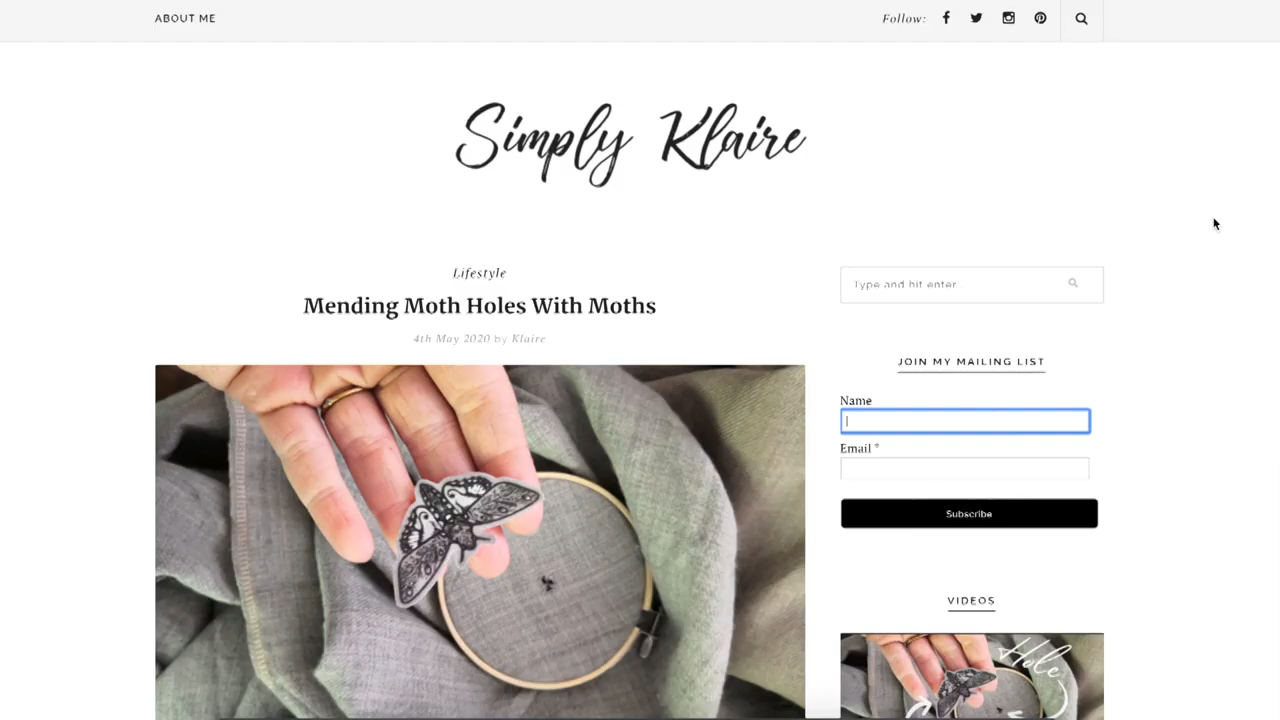 ABOUT ME
Follow:
Simply Klaire
Lifestyle
Mending Moth Holes With Moths
4th May 2020 by Klaire
Type and hit enter...
JOIN MY MAILING LIST
Name
Email *
Subscribe
VIDEOS
Hole